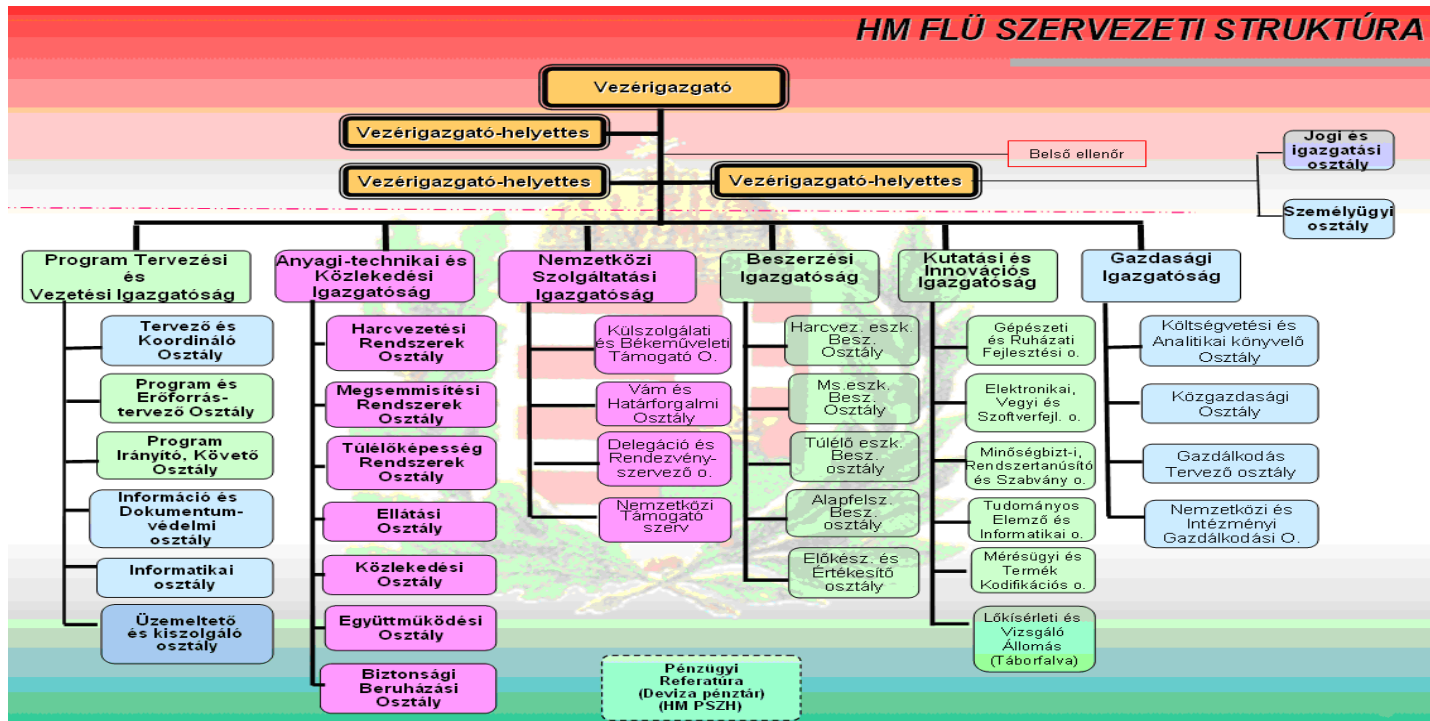 HM FLÜ SZERVEZETI STRUKTÚRA
Vezérigazgató
Vezérigazgató-helyettes
Belső ellenőr
Jogi és
igazgatási
osztály
Vezérigazgató-helyettes
Vezérigazgató-helyettes
Személyügyi
osztály
Program Tervezési
és
Vezetési Igazgatóság
Anyagi-technikai és
Közlekedési
Igazgatóság
Nemzetközi
Szolgáltatási
Igazgatóság
Beszerzési
Igazgatóság
Kutatási és
Innovációs
Igazgatóság
Gazdasági
Igazgatóság
Tervező és
Koordináló
Osztály
Program és
Erőforrás-
tervező Osztály
Program
Irányító, Követő
Osztály
Információ és
Dokumentum-
védelmi
osztály
Informatikai
osztály
Üzemeltető
és kiszolgáló
osztály
Harcvezetési
Rendszerek
Osztály
Megsemmisítési
Rendszerek
Osztály
Túlélőképesség
Rendszerek
Osztály
Ellátási
Osztály
Közlekedési
Osztály
Együttműködési
Osztály
Biztonsági
Beruházási
Osztály
Külszolgálati
és Békeműveleti
Támogató O.
Vám és
Határforgalmi
Osztály
Delegáció és
Rendezvény-
szervező o.
Nemzetközi
Támogató
szerv
Harcvez. eszk.
Besz.
Osztály
Ms.eszk.
Besz.
Osztály
Túlélő eszk.
Besz.
osztály
Alapfelsz.
Besz.
osztály
Előkész. és
Értékesítő
osztály
Gépészeti
és Ruházati
Fejlesztési o.
Elektronikai,
Vegyi és
Szoftverfejl. o.
Minőségbizt-i,
Rendszertanúsító
és Szabvány o.
Tudományos
Elemző és
Informatikai o.
Mérésügyi és
Termék
Kodifikációs o.
Lőkísérleti és
Vizsgáló
Állomás
(Táborfalva)
Költségvetési és
Analitikai könyvelő
Osztály
Közgazdasági
Osztály
Gazdálkodás
Tervező osztály
Nemzetközi és
Intézményi
Gazdálkodási O.
Pénzügyi
Referatúra
(Deviza pénztár)
(HM PSZH)